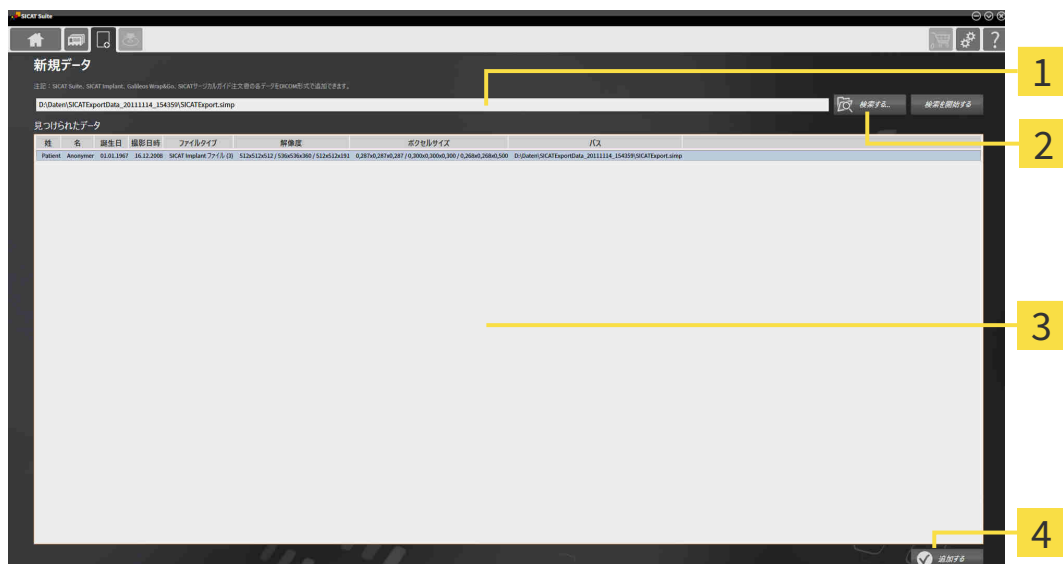 SICAT Suite
新規データ
注記：SICAT Suite、SICAT Implant、Galileos Wrap&Go、SICATサージカルガイド注文書の各データをDICOM形式で追加できます。
D:\Daten\SICATExportData_20111114_154359\SICATExport.simp
検索する...
検索を開始する
見つけられたデータ
姓 名 誕生日 撮影日時 ファイルタイプ 解像度 ボクセルサイズ パス
Patient Anonymer 01.01.1967 16.12.2008 SICAT Implant ファイル (3) 512x512x512 / 536x536x360 / 512x512x191 0,287x0,287x0,287 / 0,300x0,300x0,300 / 0,268x0,268x0,500 D:\Daten\SICATExportData_20111114_154359\SICATExport.simp
追加する
1
2
3
4